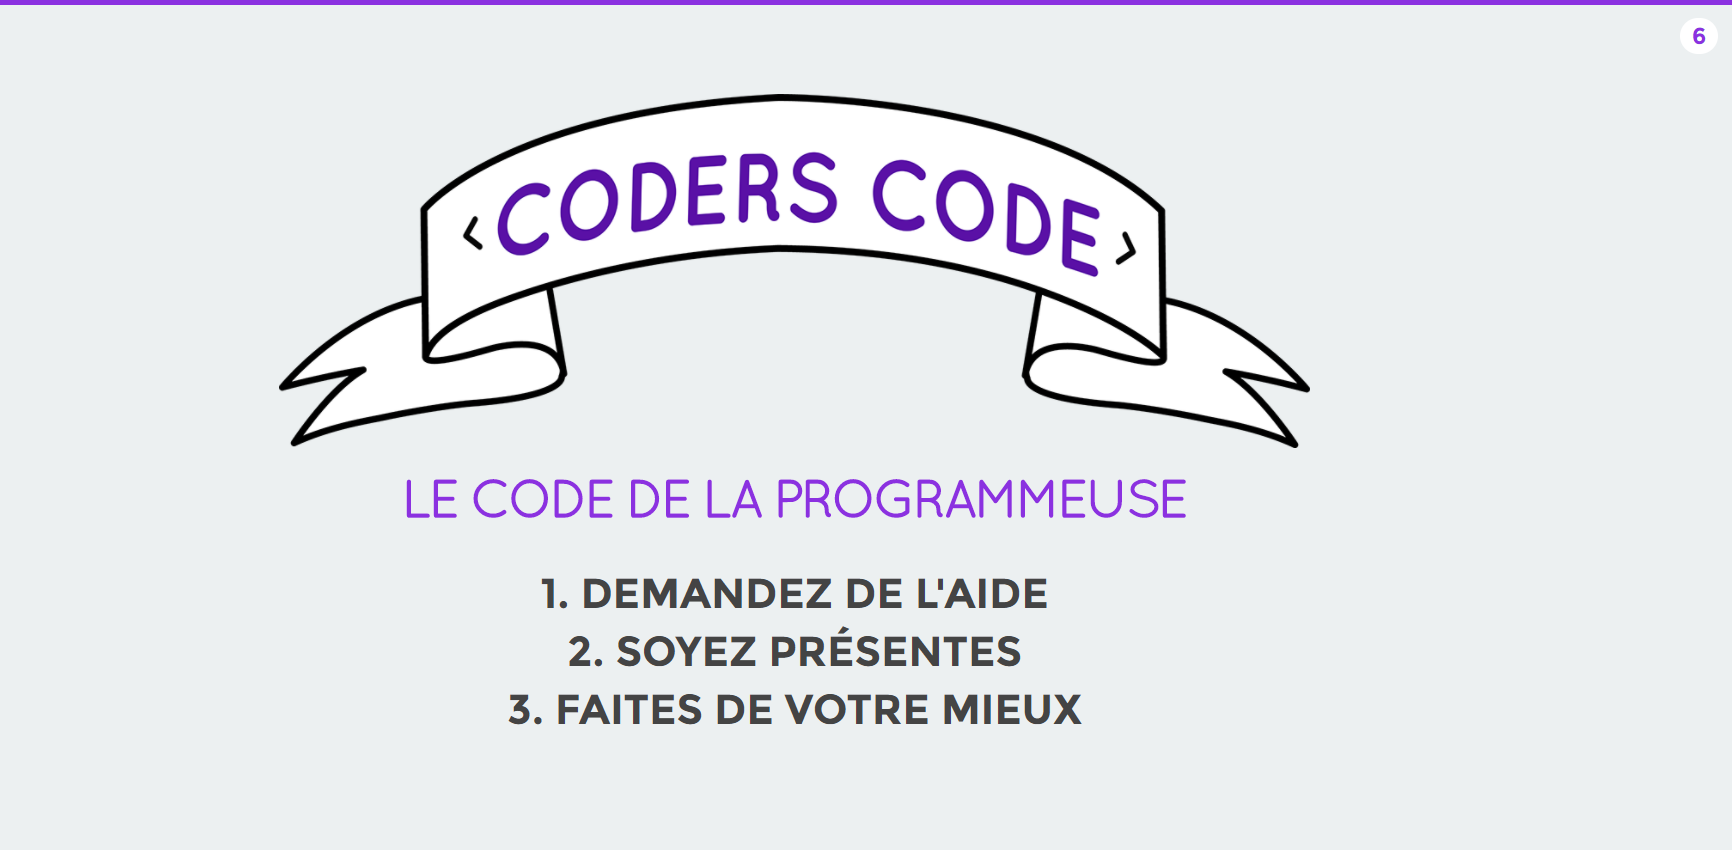 6
<CODERS CODE>
LE CODE DE LA PROGRAMMEUSE
1. DEMANDEZ DE L'AIDE
2. SOYEZ PRÉSENTES
3. FAITES DE VOTRE MIEUX